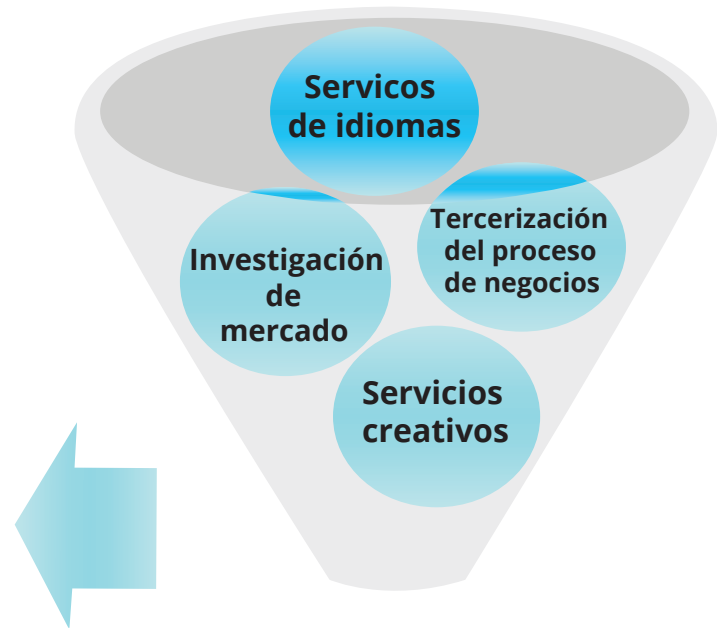 Servicos
de idiomas
Tercerización
del proceso
de negocios
Investigación
de
mercado
Servicios
creativos